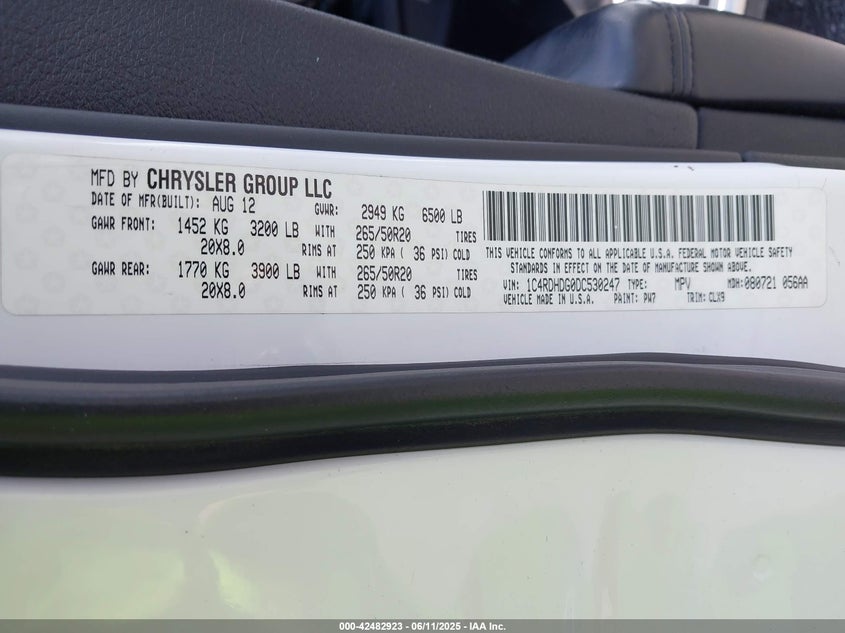 MFD BY CHRYSLER GROUP LLC
DATE OF MFR(BUILT): AUG 12 GVWR: 2949 KG 6500 LB
GAWR FRONT: 1452 KG 3200 LB WITH 265/50R20 TIRES
20X8.0 RIMS AT 250 KPA ( 36 PSI) COLD
GAWR REAR: 1770 KG 3900 LB WITH 265/50R20 TIRES
20X8.0 RIMS AT 250 KPA ( 36 PSI) COLD
THIS VEHICLE CONFORMS TO ALL APPLICABLE U.S.A. FEDERAL MOTOR VEHICLE SAFETY
STANDARDS IN EFFECT ON THE DATE OF MANUFACTURE SHOWN ABOVE.
VIN: 1C4RDHDG0DC530247 TYPE: MPV MDH:080721 056AA
VEHICLE MADE IN U.S.A. PAINT: PW7 TRIM: CLX9
000-42482923 - 06/11/2025 - IAA Inc.